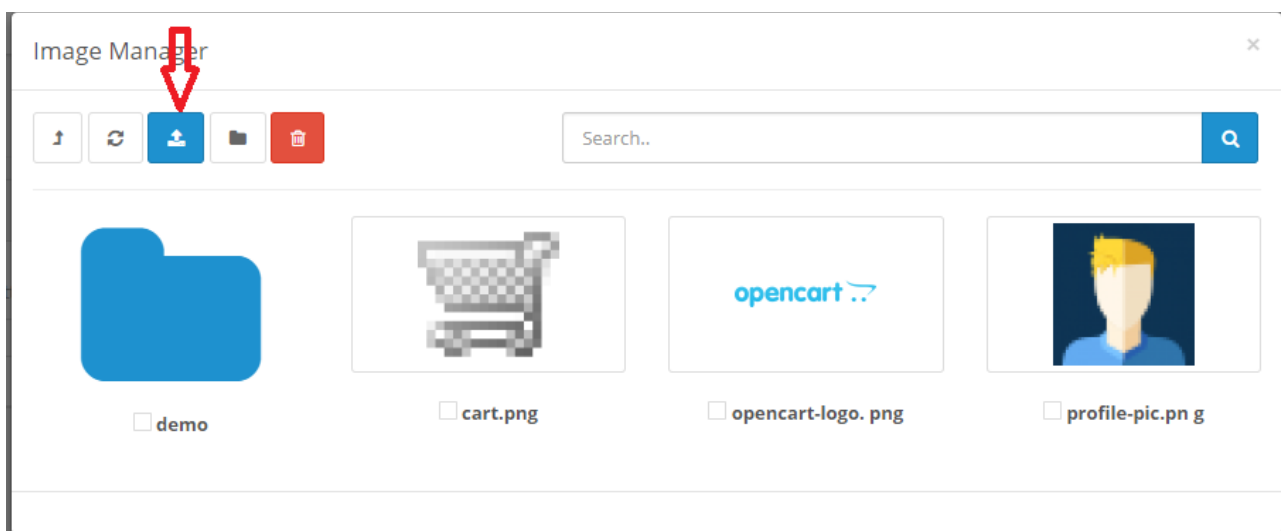 Image Manager
×
Search..
opencart
demo
cart.png
opencart-logo. png
profile-pic.pn g